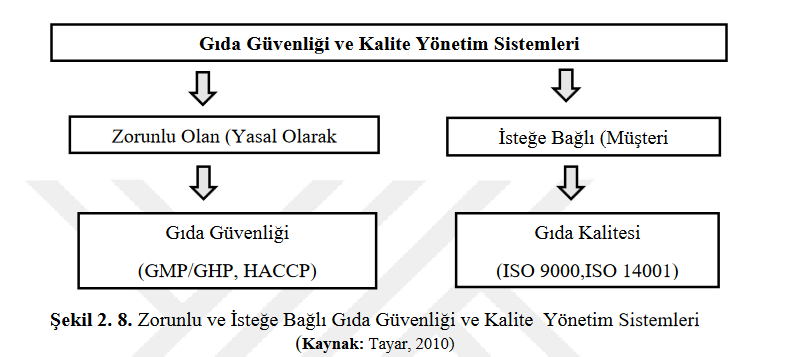 Gıda Güvenliği ve Kalite Yönetim Sistemleri
Zorunlu Olan (Yasal Olarak
İsteğe Bağlı (Müşteri
Gıda Güvenliği
(GMP/GHP, HACCP)
Gıda Kalitesi
(ISO 9000,ISO 14001)
Şekil 2. 8. Zorunlu ve İsteğe Bağlı Gıda Güvenliği ve Kalite Yönetim Sistemleri
(Kaynak: Tayar, 2010)